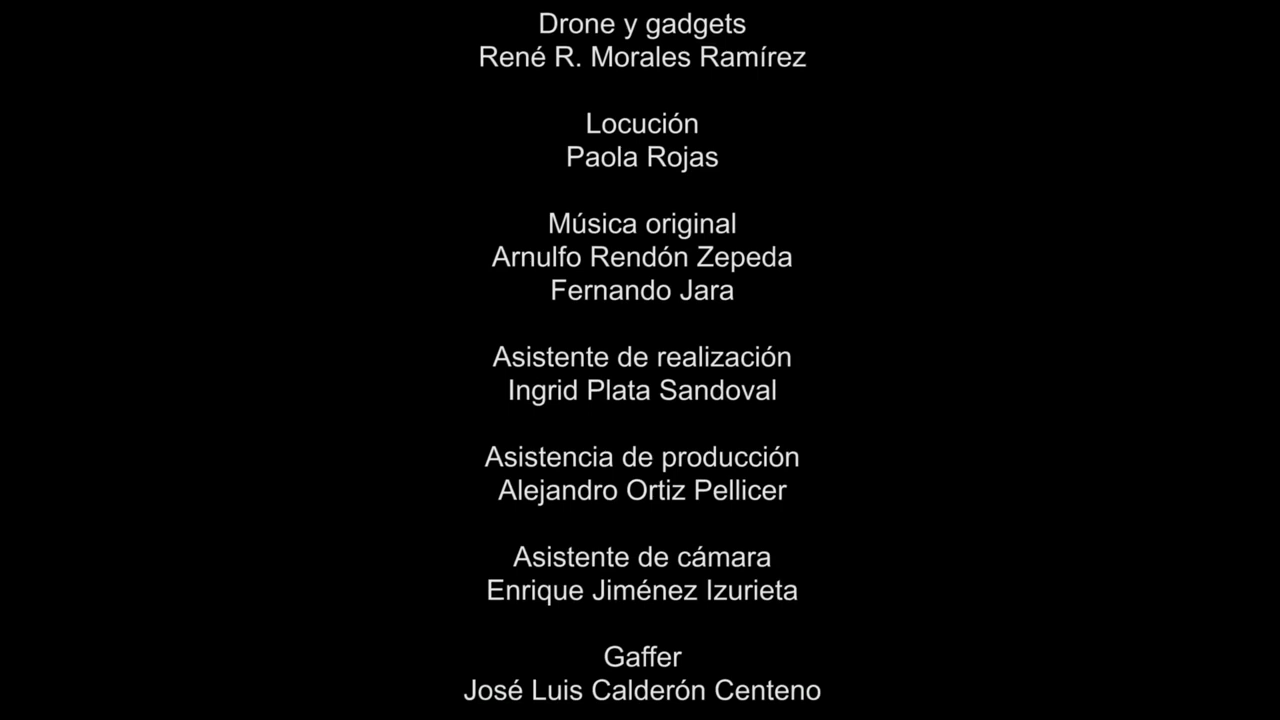 Drone y gadgets
René R. Morales Ramírez
Locución
Paola Rojas
Música original
Arnulfo Rendón Zepeda
Fernando Jara
Asistente de realización
Ingrid Plata Sandoval
Asistencia de producción
Alejandro Ortiz Pellicer
Asistente de cámara
Enrique Jiménez Izurieta
Gaffer
José Luis Calderón Centeno